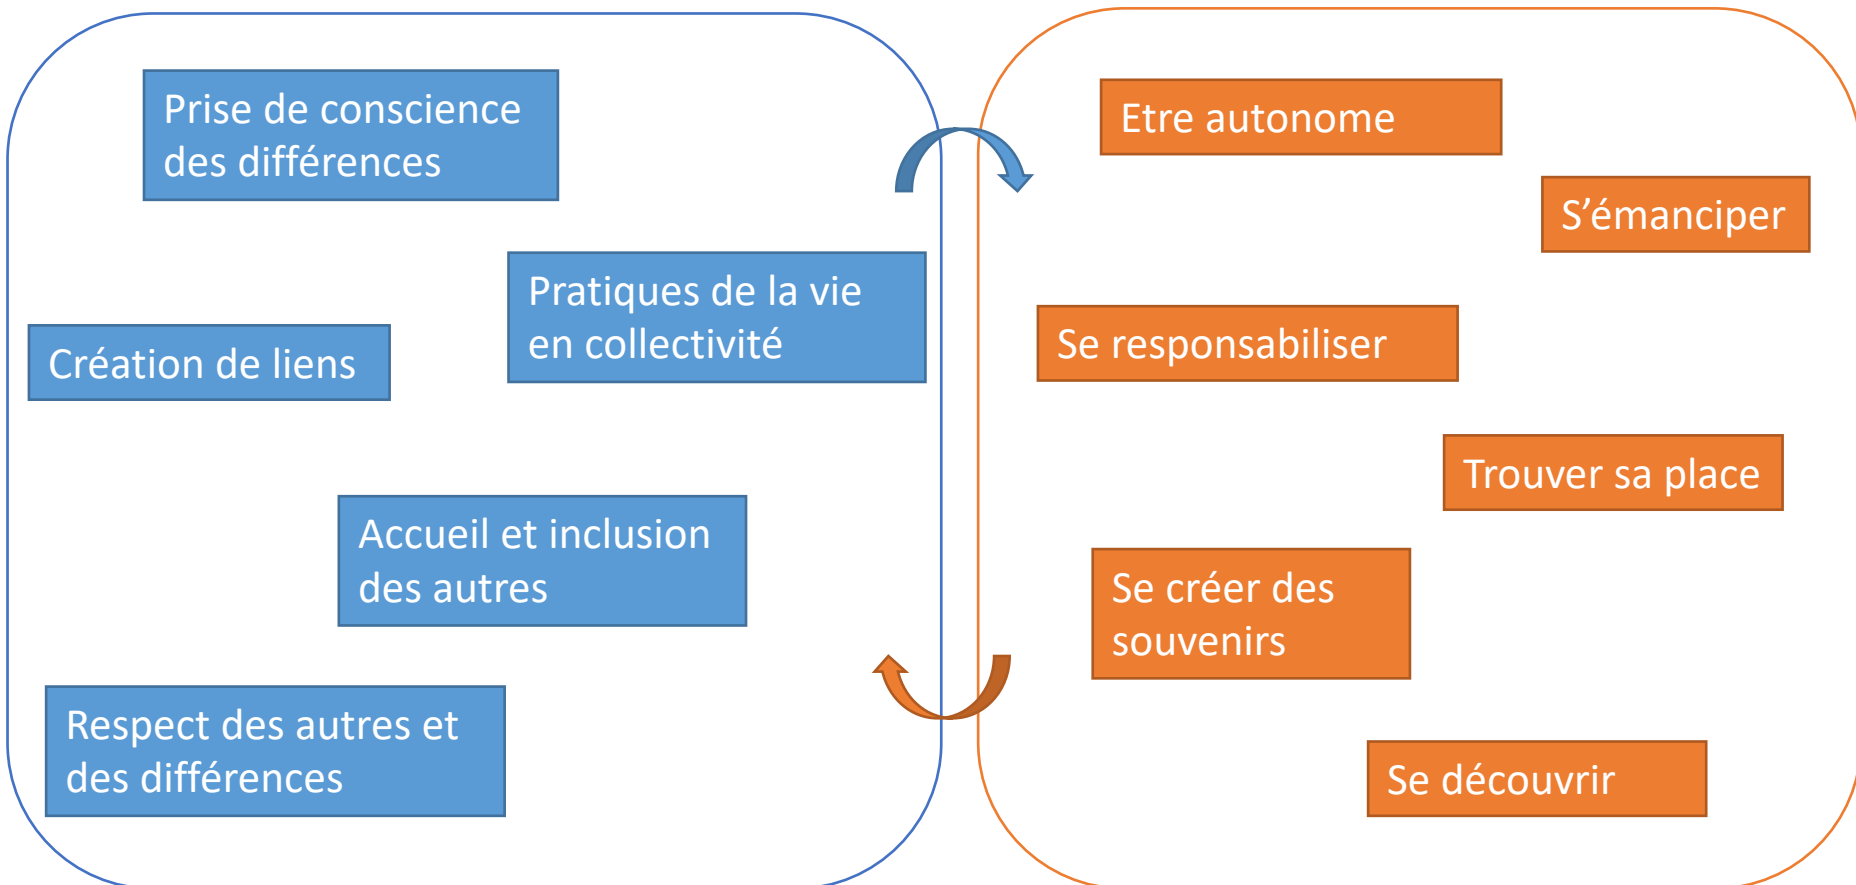 Prise de conscience
des différences
Pratiques de la vie
en collectivité
Création de liens
Accueil et inclusion
des autres
Respect des autres et
des différences
Etre autonome
S’émanciper
Se responsabiliser
Trouver sa place
Se créer des
souvenirs
Se découvrir